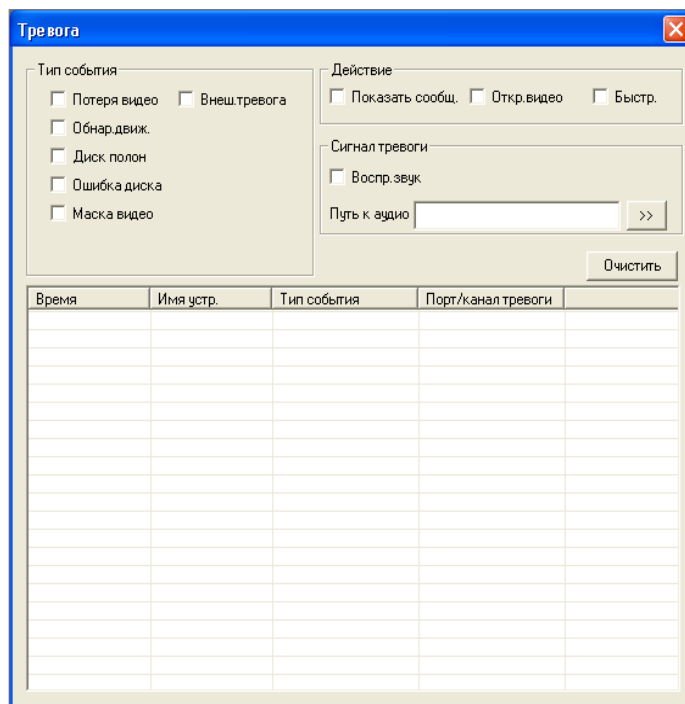 Тревога
Тип события
Потеря видео Внеш.тревога
Обнар.движ.
Диск полон
Ошибка диска
Маска видео
Действие
Показать сообщ. Откр.видео Быстр.
Сигнал тревоги
Воспр.звук
Путь к аудио >>
Очистить
Время Имя устр. Тип события Порт/канал тревоги